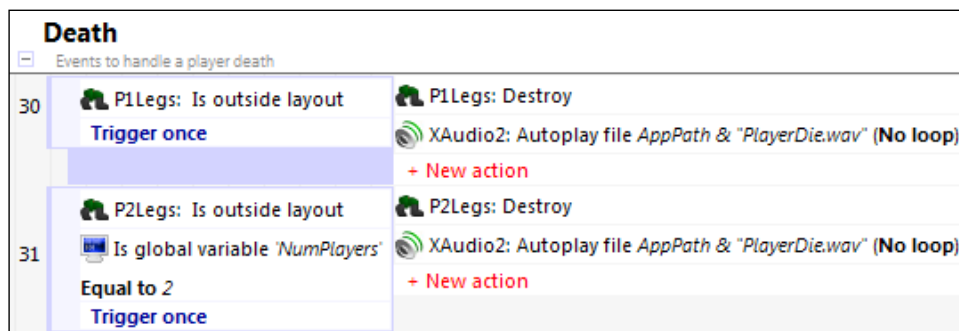 Death
Events to handle a player death
30
P1Legs: Is outside layout
P1Legs: Destroy
Trigger once
XAudio2: Autoplay file AppPath & "PlayerDie.wav" (No loop)
+ New action
31
P2Legs: Is outside layout
P2Legs: Destroy
Is global variable 'NumPlayers'
XAudio2: Autoplay file AppPath & "PlayerDie.wav" (No loop)
Equal to 2
+ New action
Trigger once